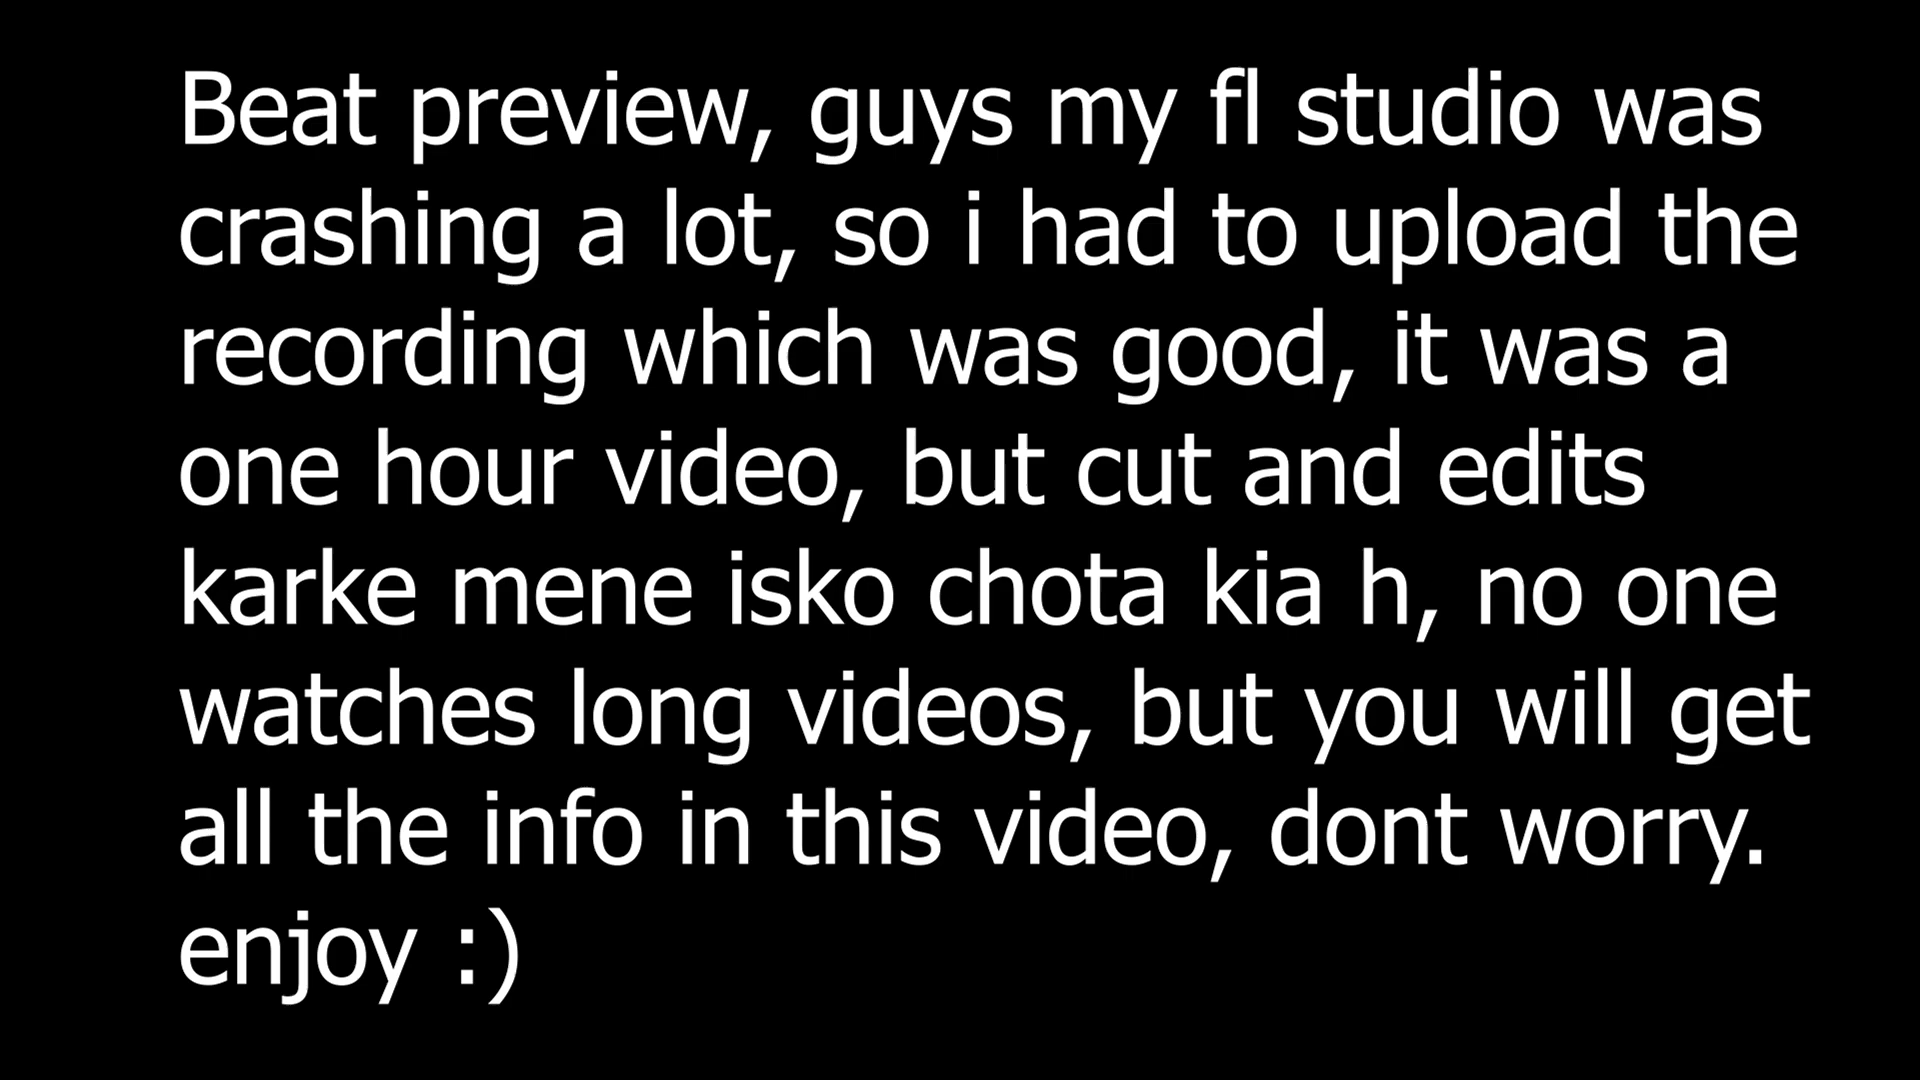 Beat preview, guys my fl studio was
crashing a lot, so i had to upload the
recording which was good, it was a
one hour video, but cut and edits
karke mene isko chota kia h, no one
watches long videos, but you will get
all the info in this video, dont worry.
enjoy :)